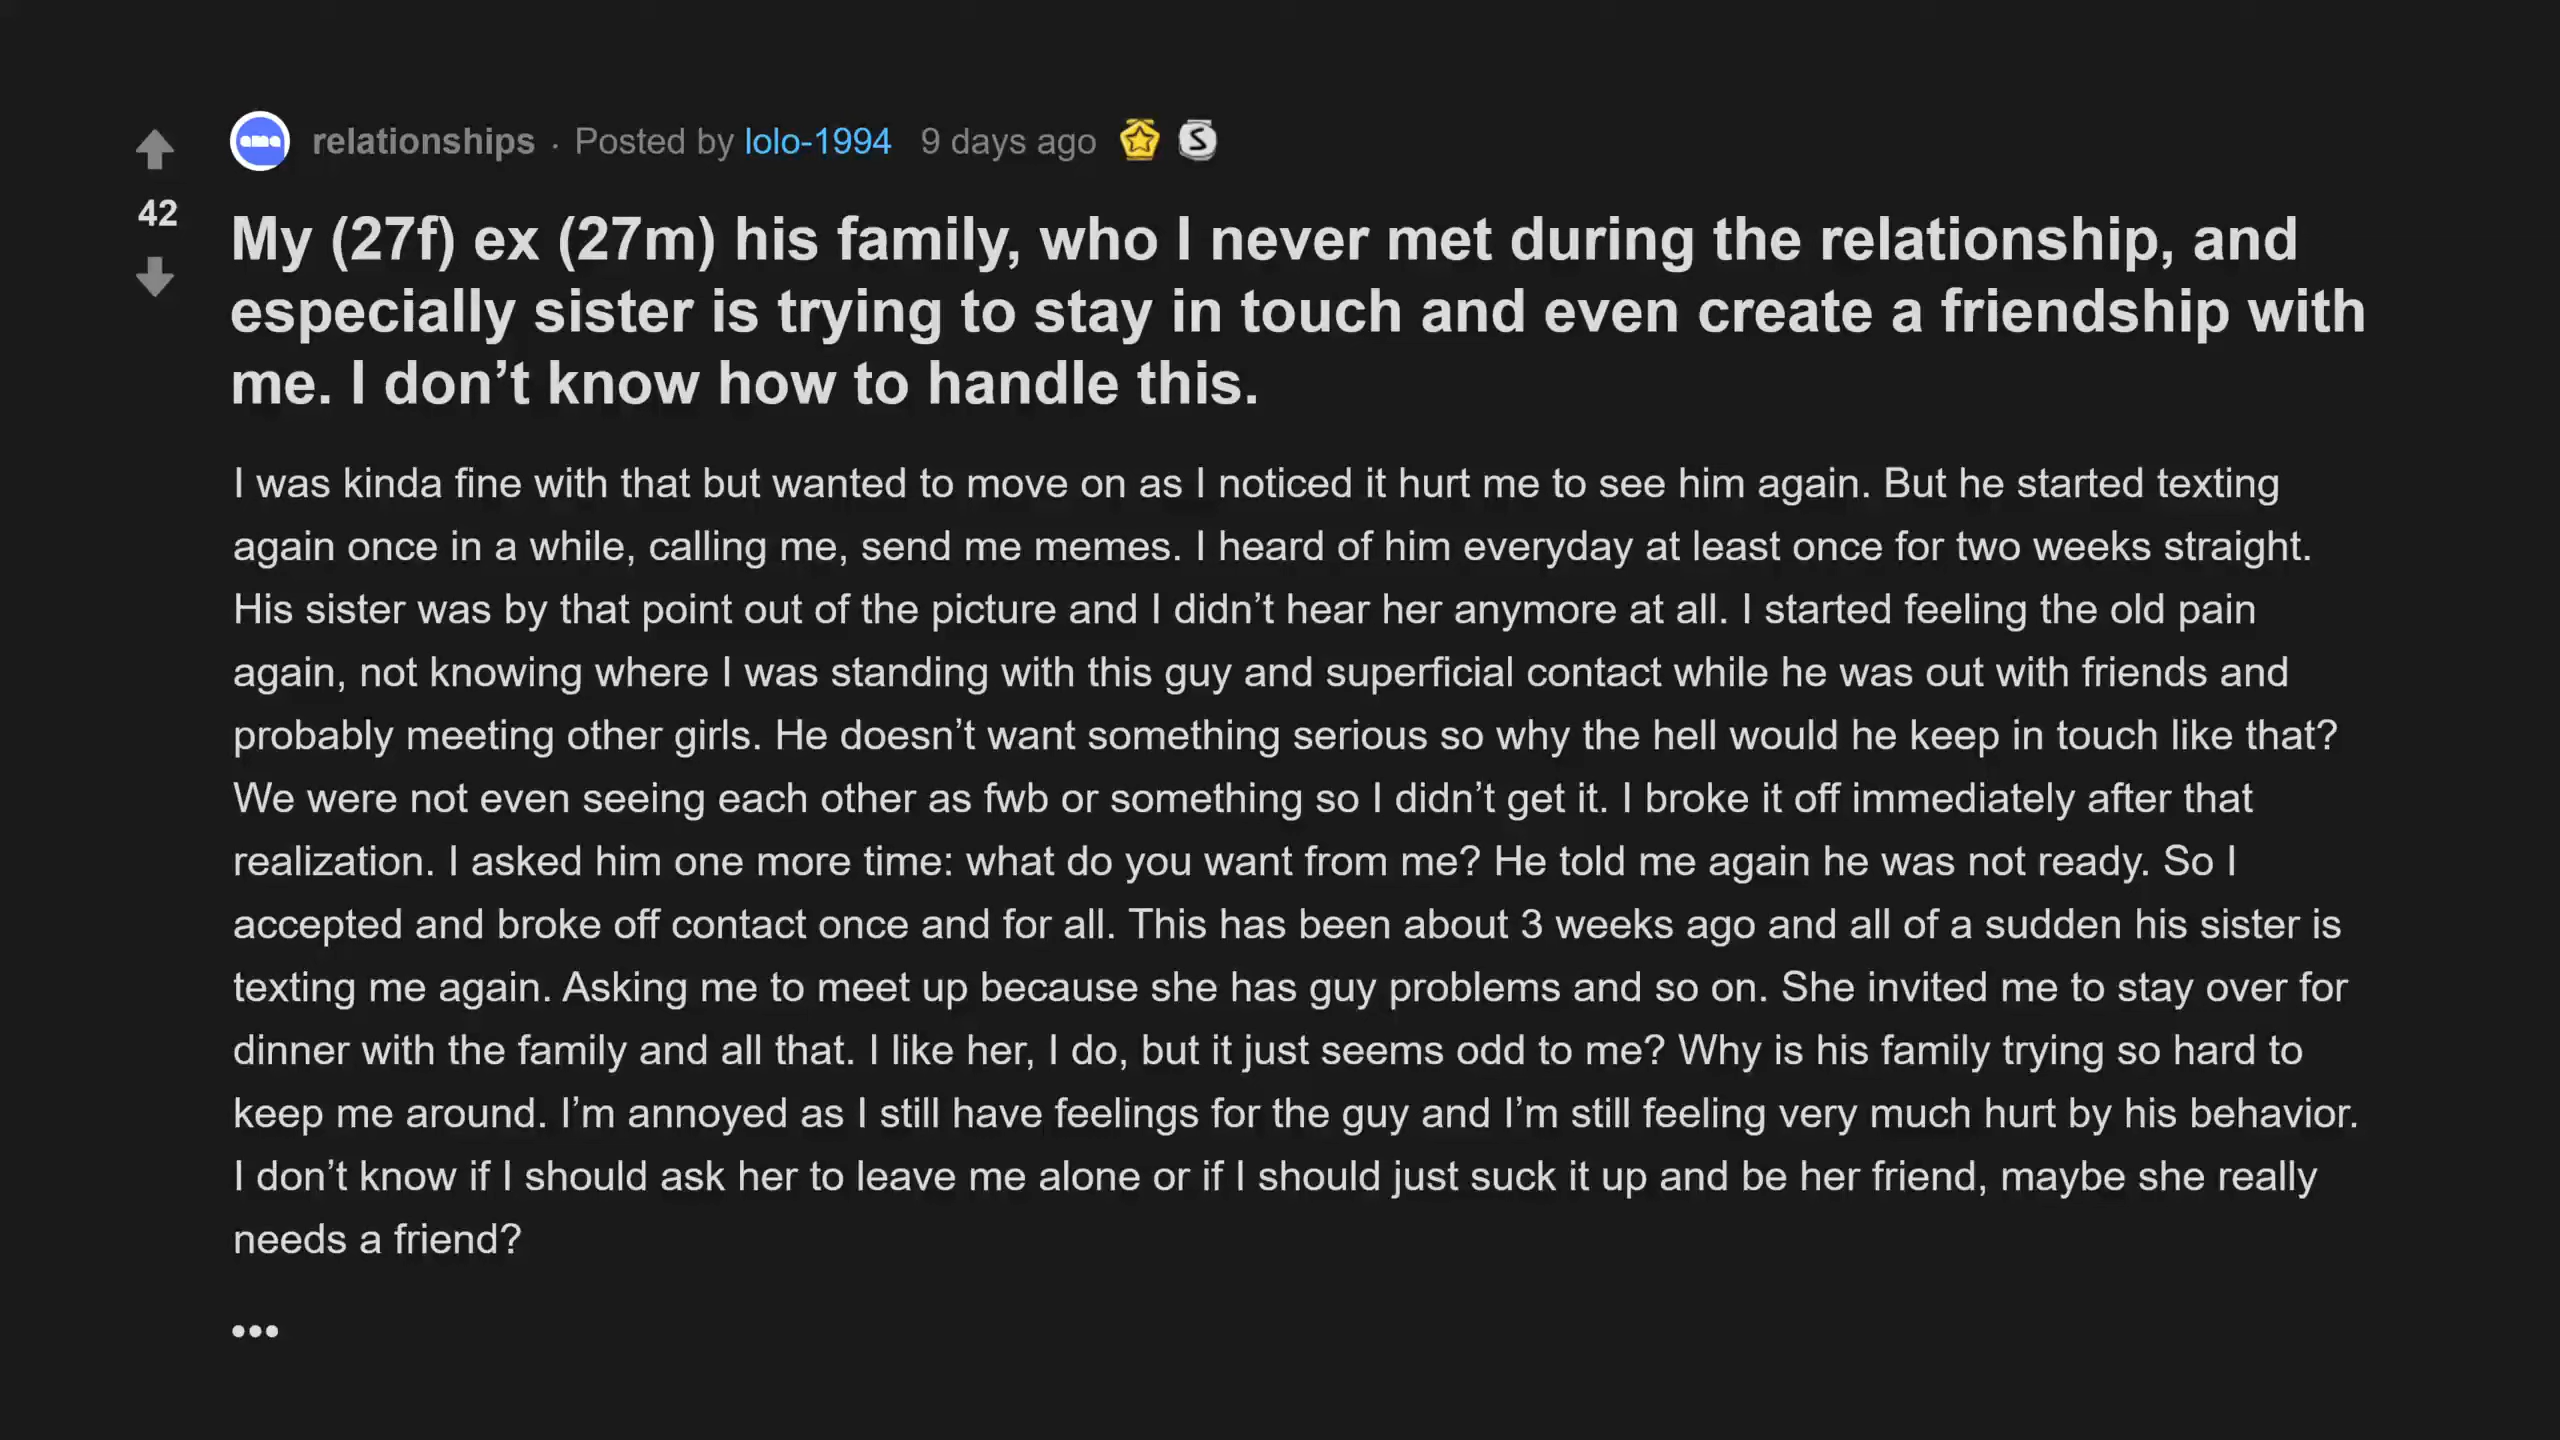 relationships · Posted by lolo-1994 9 days ago
42
My (27f) ex (27m) his family, who I never met during the relationship, and
especially sister is trying to stay in touch and even create a friendship with
me. I don’t know how to handle this.
I was kinda fine with that but wanted to move on as I noticed it hurt me to see him again. But he started texting
again once in a while, calling me, send me memes. I heard of him everyday at least once for two weeks straight.
His sister was by that point out of the picture and I didn’t hear her anymore at all. I started feeling the old pain
again, not knowing where I was standing with this guy and superficial contact while he was out with friends and
probably meeting other girls. He doesn’t want something serious so why the hell would he keep in touch like that?
We were not even seeing each other as fwb or something so I didn’t get it. I broke it off immediately after that
realization. I asked him one more time: what do you want from me? He told me again he was not ready. So I
accepted and broke off contact once and for all. This has been about 3 weeks ago and all of a sudden his sister is
texting me again. Asking me to meet up because she has guy problems and so on. She invited me to stay over for
dinner with the family and all that. I like her, I do, but it just seems odd to me? Why is his family trying so hard to
keep me around. I’m annoyed as I still have feelings for the guy and I’m still feeling very much hurt by his behavior.
I don’t know if I should ask her to leave me alone or if I should just suck it up and be her friend, maybe she really
needs a friend?
•••